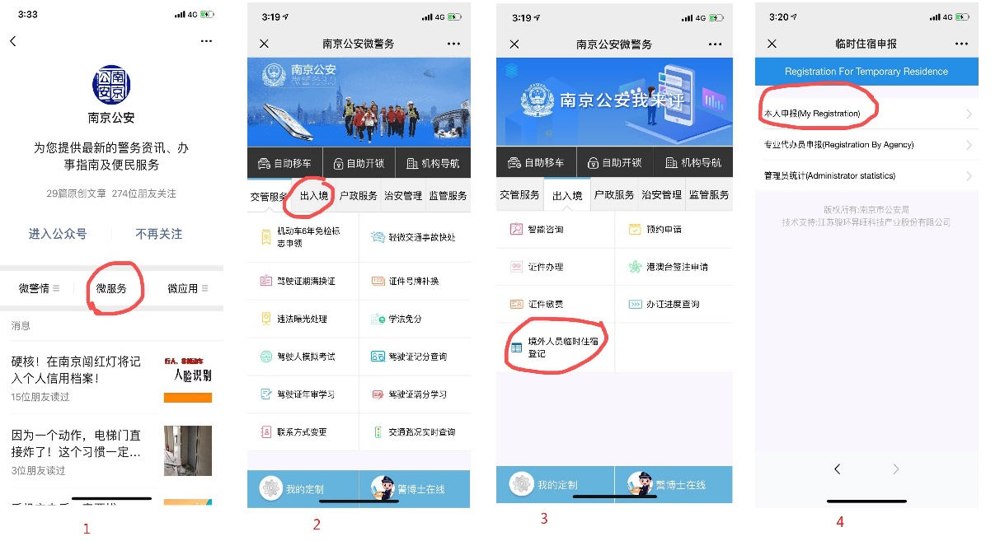 3:33
4G
南京公安
南京公安
为您提供最新的警务资讯、办
事指南及便民服务
29篇原创文章 274位朋友关注
进入公众号
不再关注
微警情
微服务
微应用
消息
硬核！在南京闯红灯将记
入个人信用档案！
15位朋友读过
行人、非机动车
人脸识别
因为一个动作，电梯门直
接炸了！这个习惯一定...
3位朋友读过
1
3:19
4G
南京公安微警务
南京公安
微警务3.0
自助移车
自助开锁
机构导航
交管服务
出入境
户政服务
治安管理
监管服务
机动车6年免检标
志申领
轻微交通事故快处
驾驶证期满换证
证件号牌补换
违法曝光处理
学法免分
驾驶人模拟考试
驾驶证记分查询
驾驶证年审学习
驾驶证满分学习
联系方式变更
交通路况实时查询
我的定制
警博士在线
2
3:19
4G
南京公安微警务
南京公安我来评
自助移车
自助开锁
机构导航
交管服务
出入境
户政服务
治安管理
监管服务
智能咨询
预约申请
证件办理
港澳台签注申请
证件缴费
办证进度查询
境外人员临时住宿
登记
我的定制
警博士在线
3
3:20
4G
临时住宿申报
Registration For Temporary Residence
本人申报(My Registration)
专业代办员申报(Registration By Agency)
管理员统计(Administrator statistics)
版权所有:南京市公安局
技术支持:江苏骏环昇旺科技产业股份有限公司
4